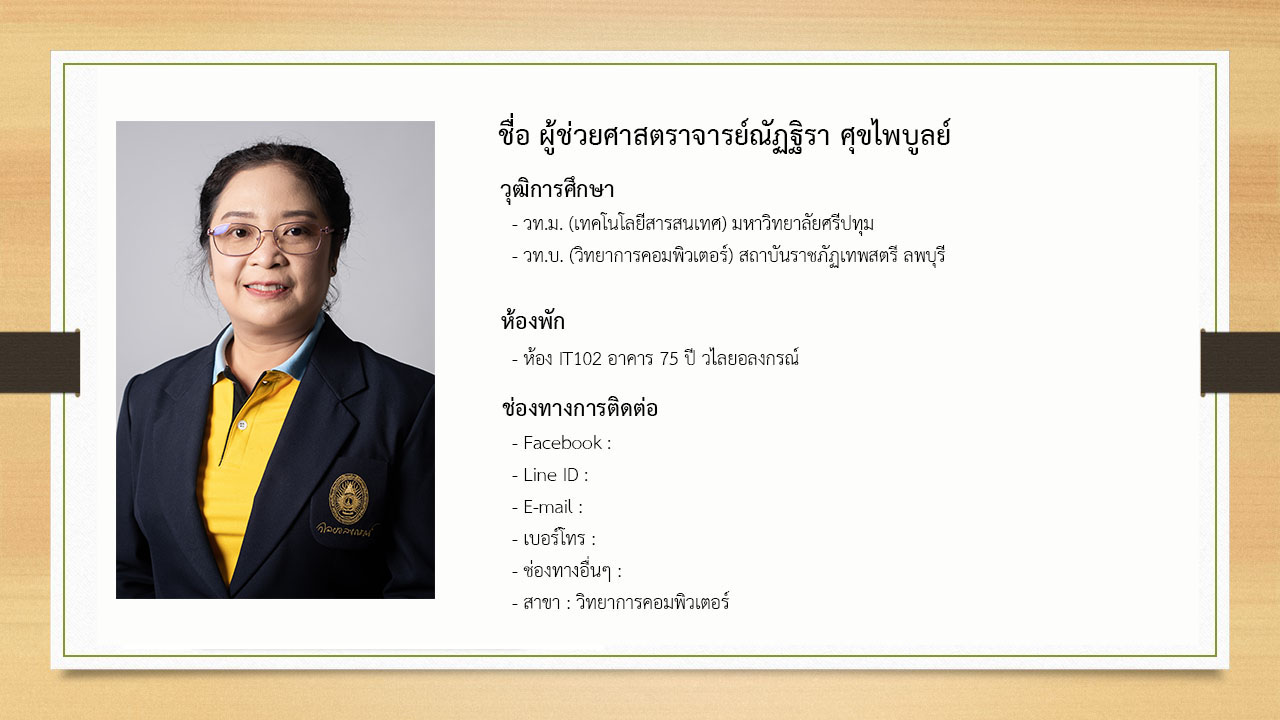 ชื่อ ผู้ช่วยศาสตราจารย์ณัฏฐิรา ศุขไพบูลย์
วุฒิการศึกษา
- วท.ม. (เทคโนโลยีสารสนเทศ) มหาวิทยาลัยศรีปทุม
- วท.บ. (วิทยาการคอมพิวเตอร์) สถาบันราชภัฏเทพสตรี ลพบุรี
ห้องพัก
- ห้อง IT102 อาคาร 75 ปี วไลยอลงกรณ์
ช่องทางการติดต่อ
- Facebook :
- Line ID :
- E-mail :
- เบอร์โทร :
- ช่องทางอื่นๆ :
- สาขา : วิทยาการคอมพิวเตอร์
วไลยอลงกรณ์